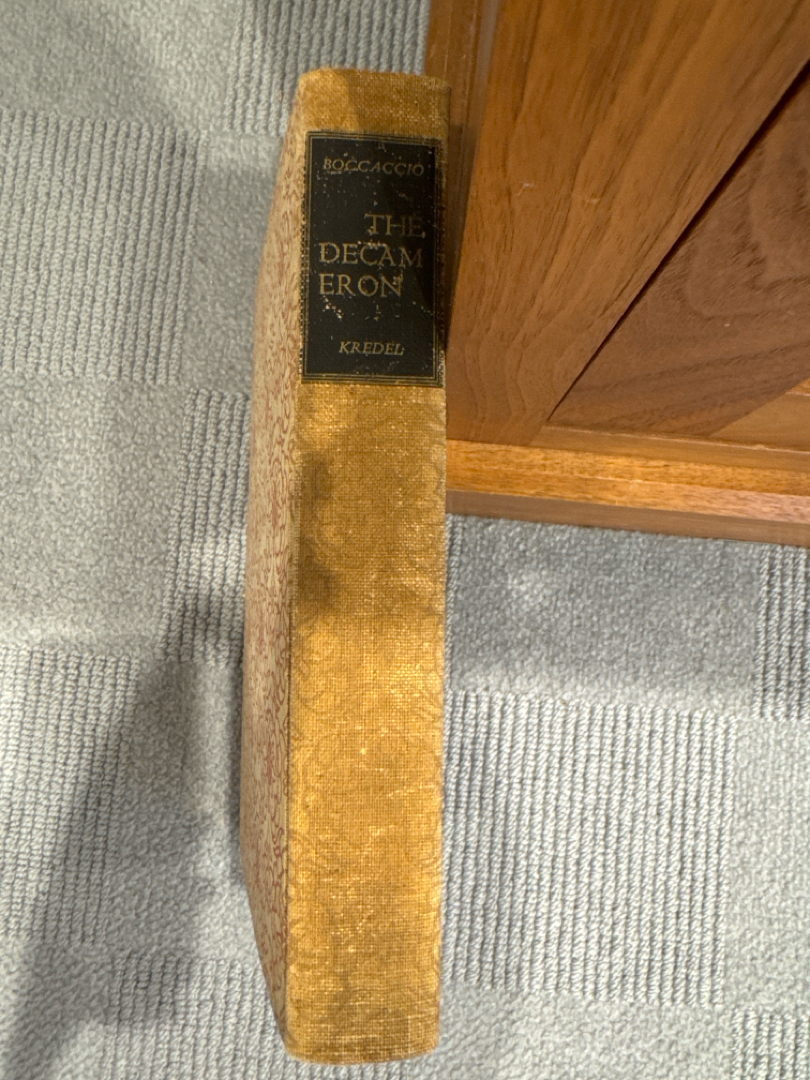 BOCCACCIO
THE
DECAM
ERON
KREDEL